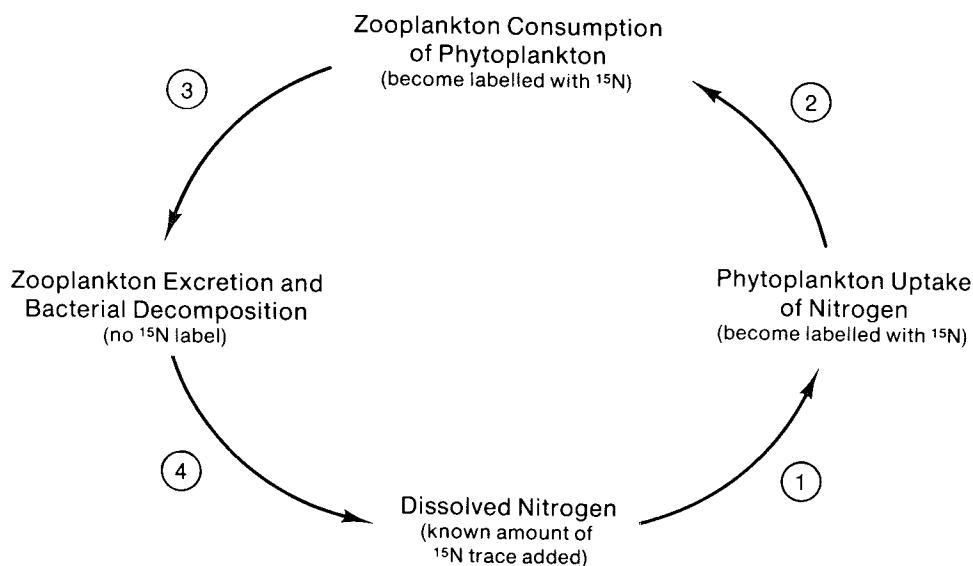 Zooplankton Consumption
of Phytoplankton
(become labelled with ¹⁵N)
3
2
Zooplankton Excretion and
Bacterial Decomposition
(no ¹⁵N label)
Phytoplankton Uptake
of Nitrogen
(become labelled with ¹⁵N)
4
1
Dissolved Nitrogen
(known amount of
¹⁵N trace added)